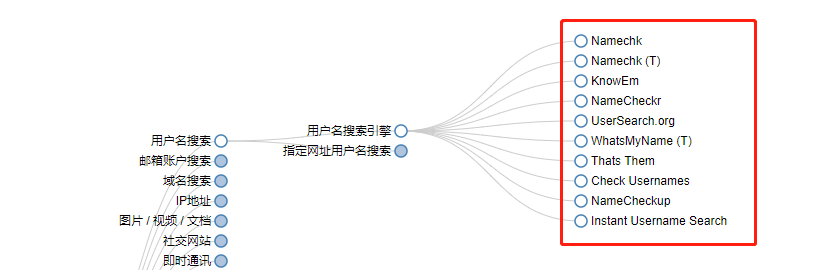 用户名搜索
邮箱账户搜索
域名搜索
IP地址
图片 / 视频 / 文档
社交网站
即时通讯
用户名搜索引擎
指定网址用户名搜索
Namechk
Namechk (T)
KnowEm
NameCheckr
UserSearch.org
WhatsMyName (T)
Thats Them
Check Usernames
NameCheckup
Instant Username Search